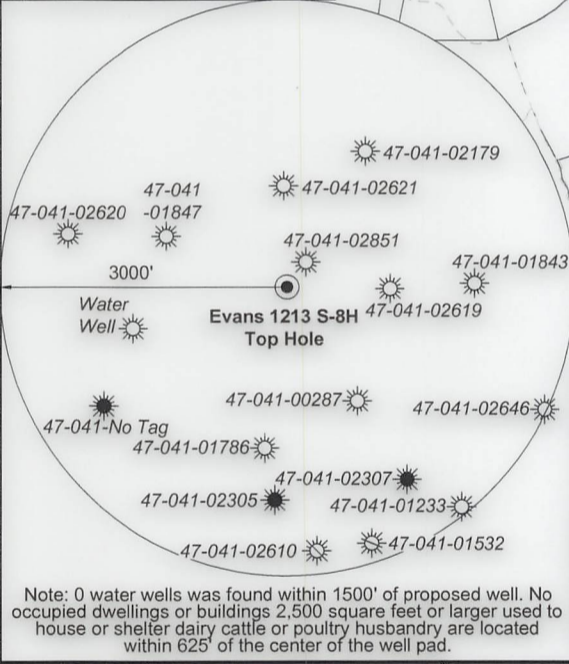 47-041-02179
47-041
-01847
47-041-02621
47-041-02620
47-041-02851
47-041-01843
3000'
47-041-02619
Water
Well
Evans 1213 S-8H
Top Hole
47-041-00287
47-041-02646
47-041-No Tag
47-041-01786
47-041-02307
47-041-02305
47-041-01233
47-041-02610
47-041-01532
Note: 0 water wells was found within 1500' of proposed well. No
occupied dwellings or buildings 2,500 square feet or larger used to
house or shelter dairy cattle or poultry husbandry are located
within 625' of the center of the well pad.